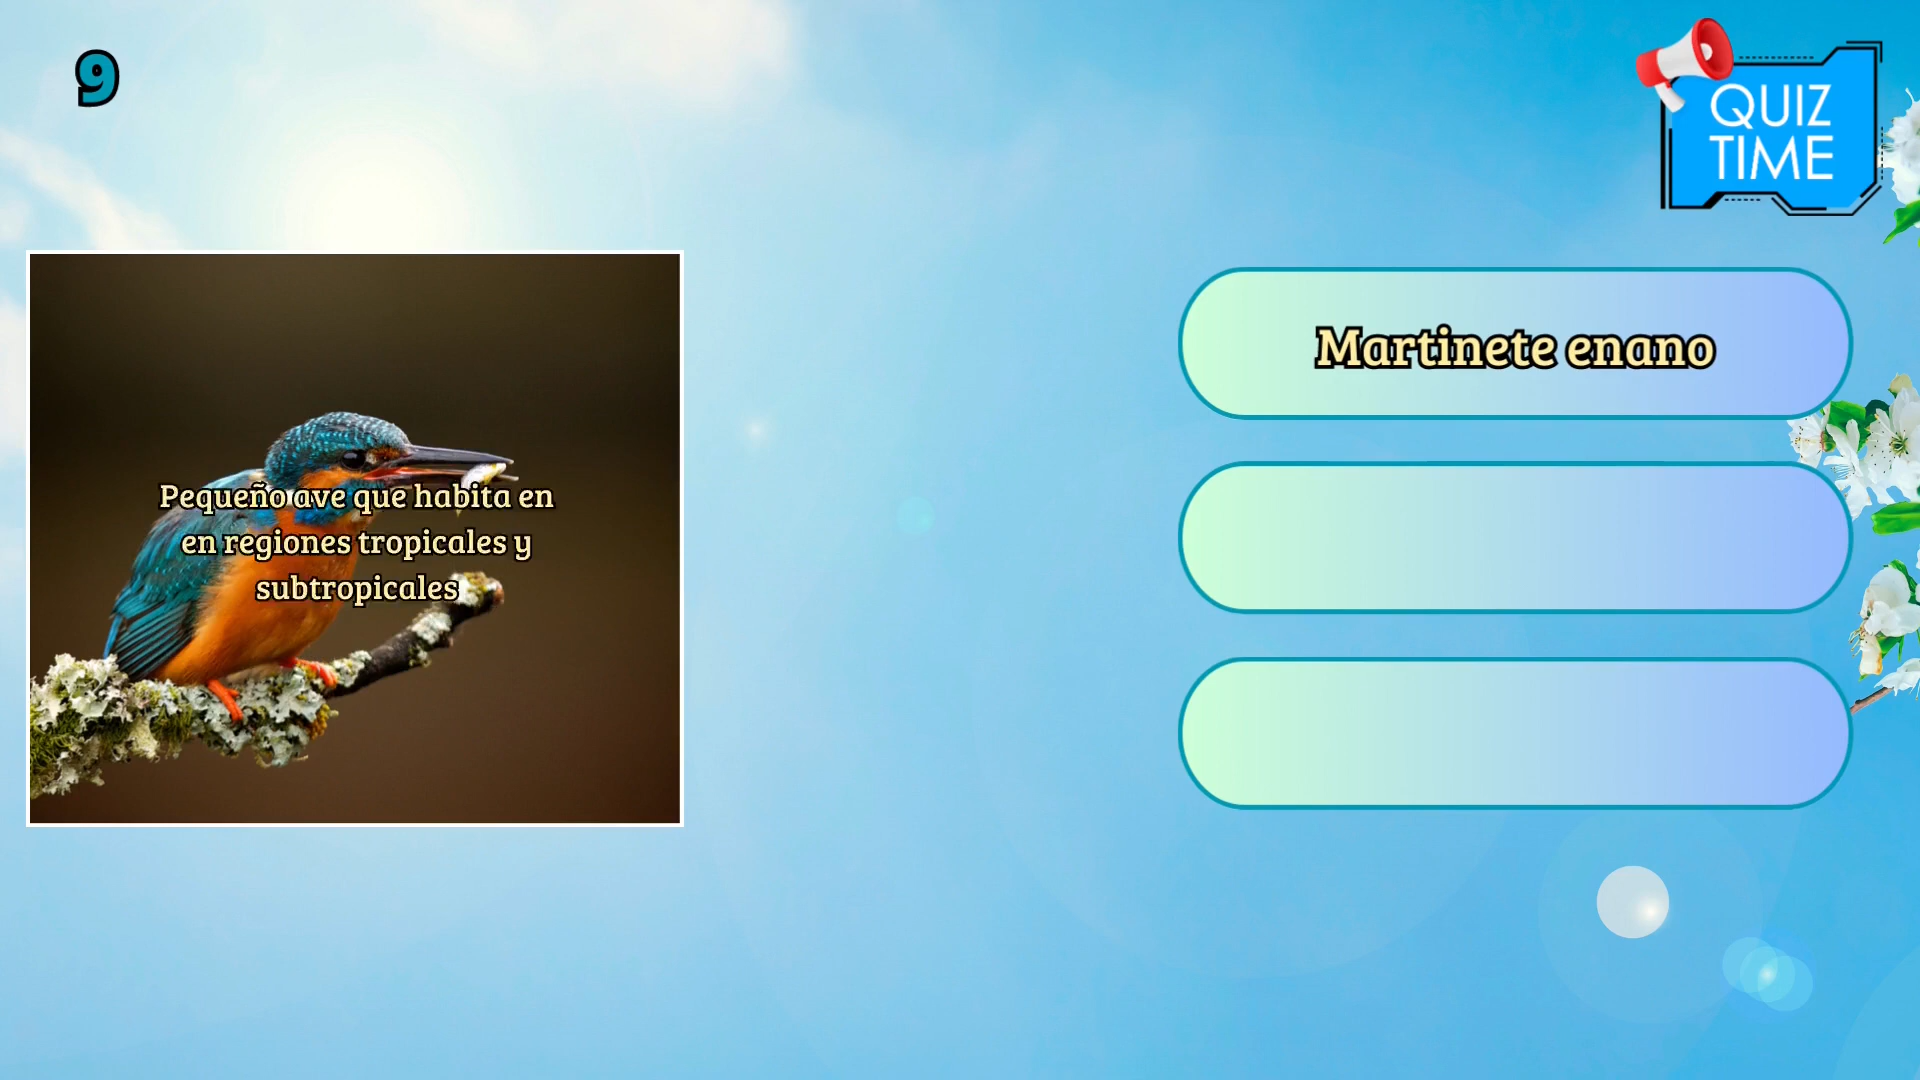 9
QUIZ
TIME
Martinete enano
Pequeño ave que habita en
en regiones tropicales y
subtropicales